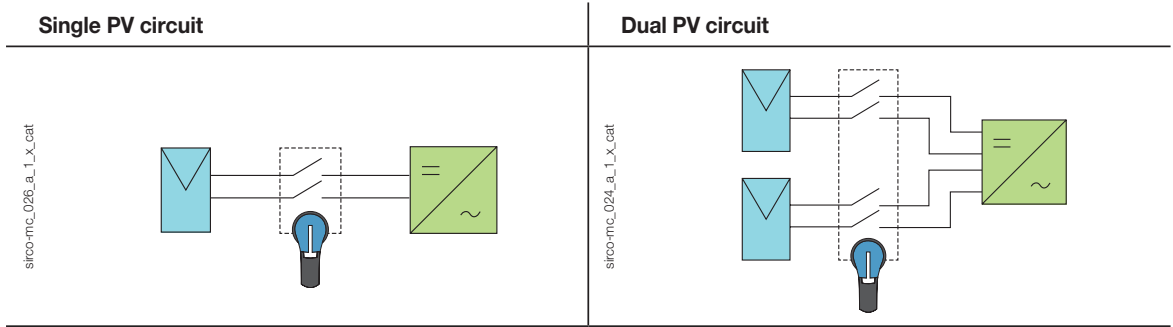 Single PV circuit
Dual PV circuit
sirco-mc_026_a_1_x_cat
sirco-mc_024_a_1_x_cat